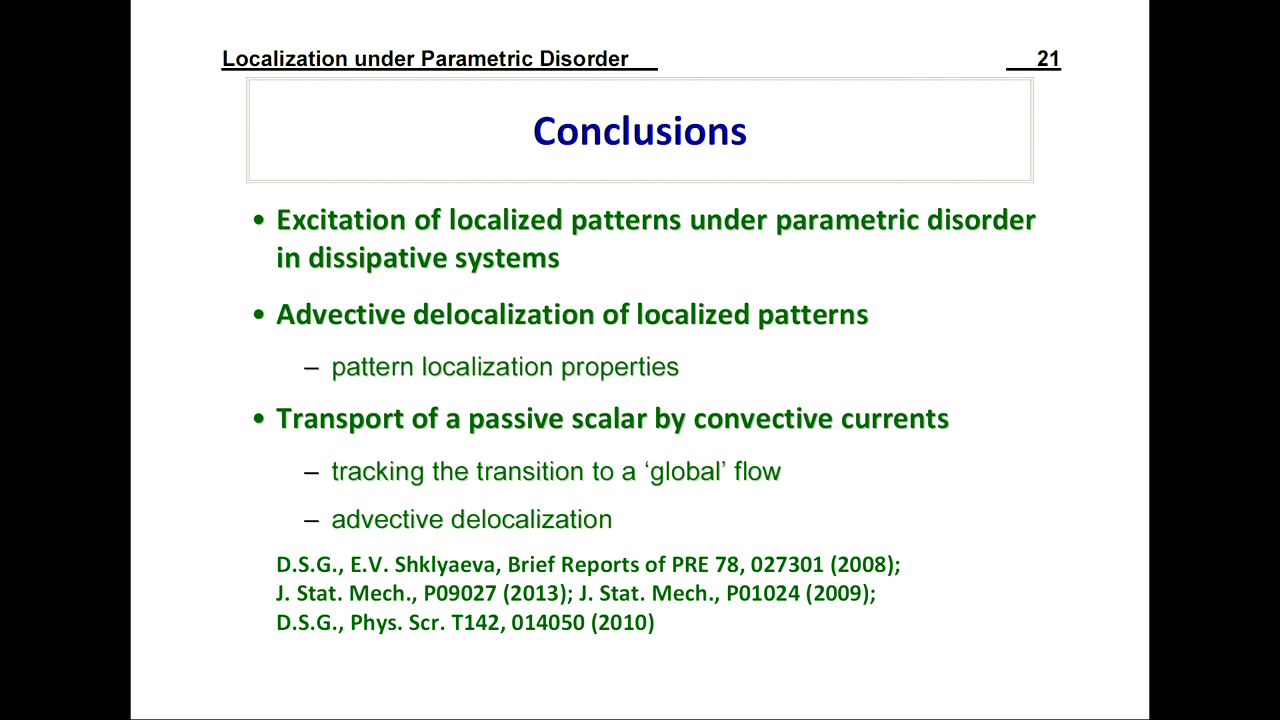 Localization under Parametric Disorder 21
Conclusions
• Excitation of localized patterns under parametric disorder
in dissipative systems
• Advective delocalization of localized patterns
– pattern localization properties
• Transport of a passive scalar by convective currents
– tracking the transition to a ‘global’ flow
– advective delocalization
D.S.G., E.V. Shklyaeva, Brief Reports of PRE 78, 027301 (2008);
J. Stat. Mech., P09027 (2013); J. Stat. Mech., P01024 (2009);
D.S.G., Phys. Scr. T142, 014050 (2010)